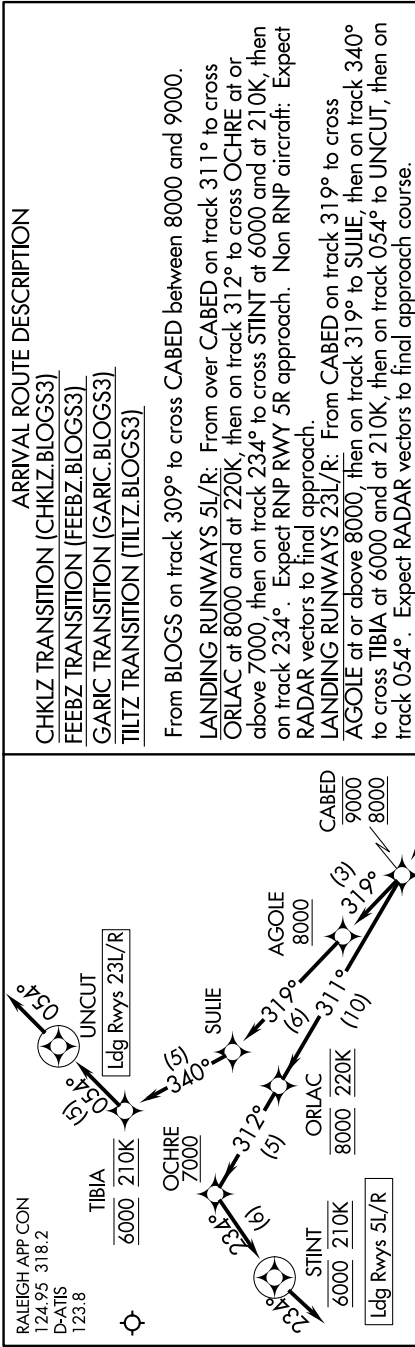 RALEIGH APP CON
124.95 318.2
D-ATIS
123.8
054°
UNCUT
Ldg Rwys 23L/R
054°
(5)
TIBIA
6000 210K
(5)
340°
SULIE
OCHRE
7000
319°
(6)
AGOLE
8000
(3)
319°
CABED
9000
8000
312°
(5)
311°
(10)
ORLAC
8000 220K
234°
(6)
STINT
6000 210K
234°
Ldg Rwys 5L/R
ARRIVAL ROUTE DESCRIPTION
CHKLZ TRANSITION (CHKLZ.BLOGS3)
FEEBZ TRANSITION (FEEBZ.BLOGS3)
GARIC TRANSITION (GARIC.BLOGS3)
TILTZ TRANSITION (TILTZ.BLOGS3)
From BLOGS on track 309° to cross CABED between 8000 and 9000.
LANDING RUNWAYS 5L/R: From over CABED on track 311° to cross
ORLAC at 8000 and at 220K, then on track 312° to cross OCHRE at or
above 7000, then on track 234° to cross STINT at 6000 and at 210K, then
on track 234°. Expect RNP RWY 5R approach. Non RNP aircraft: Expect
RADAR vectors to final approach.
LANDING RUNWAYS 23L/R: From CABED on track 319° to cross
AGOLE at or above 8000, then on track 319° to SULIE, then on track 340°
to cross TIBIA at 6000 and at 210K, then on track 054° to UNCUT, then on
track 054°. Expect RADAR vectors to final approach course.